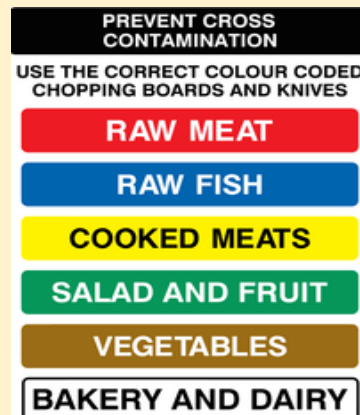 PREVENT CROSS
CONTAMINATION
USE THE CORRECT COLOUR CODED
CHOPPING BOARDS AND KNIVES
RAW MEAT
RAW FISH
COOKED MEATS
SALAD AND FRUIT
VEGETABLES
BAKERY AND DAIRY